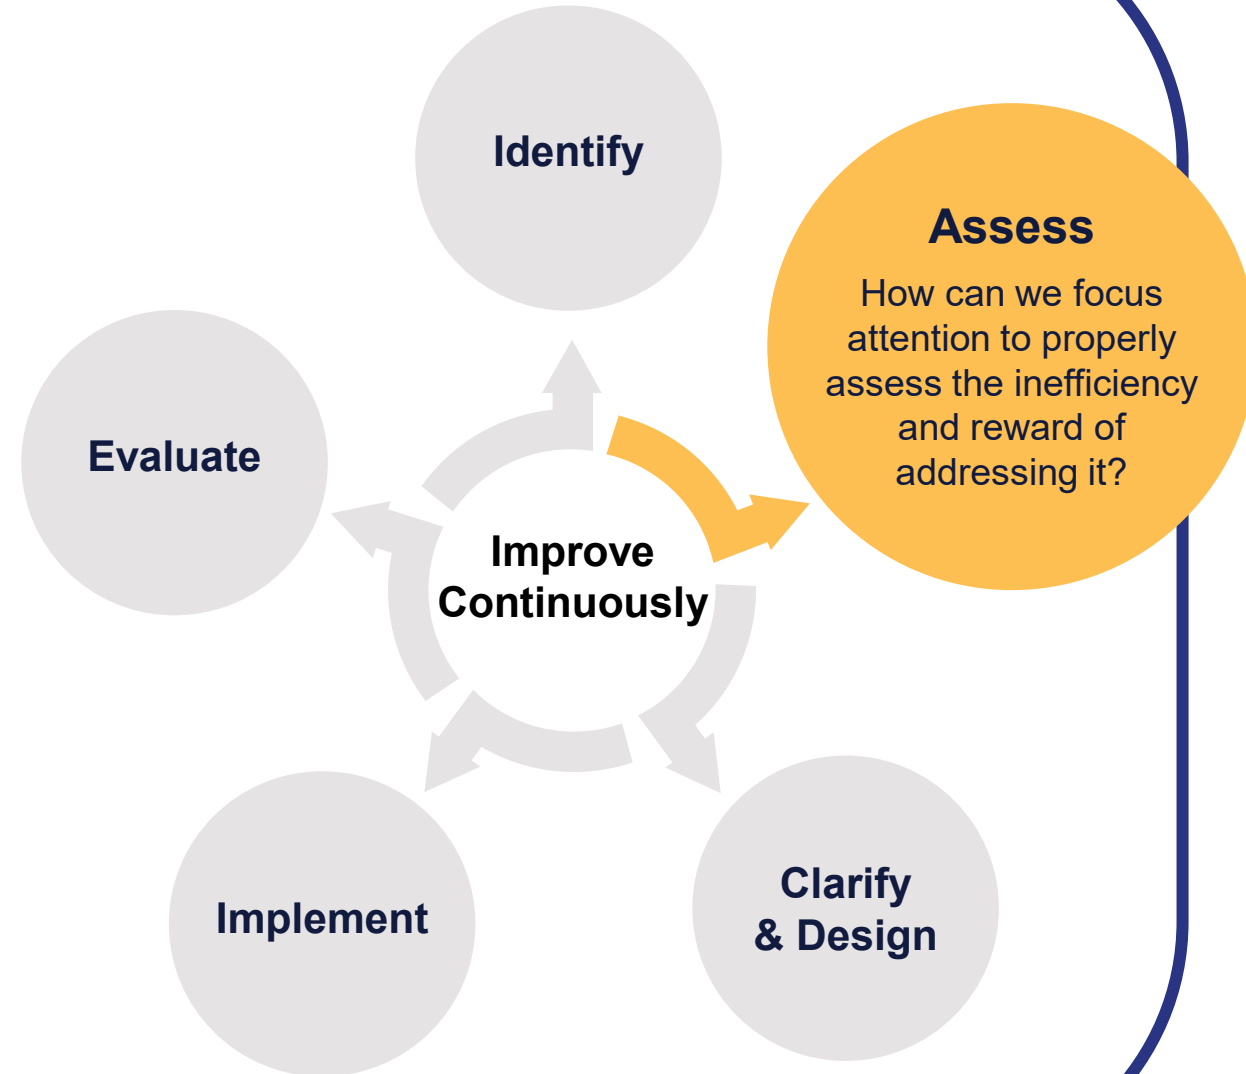 Identify
Assess
How can we focus
attention to properly
assess the inefficiency
and reward of
addressing it?
Evaluate
Improve
Continuously
Implement
Clarify
& Design